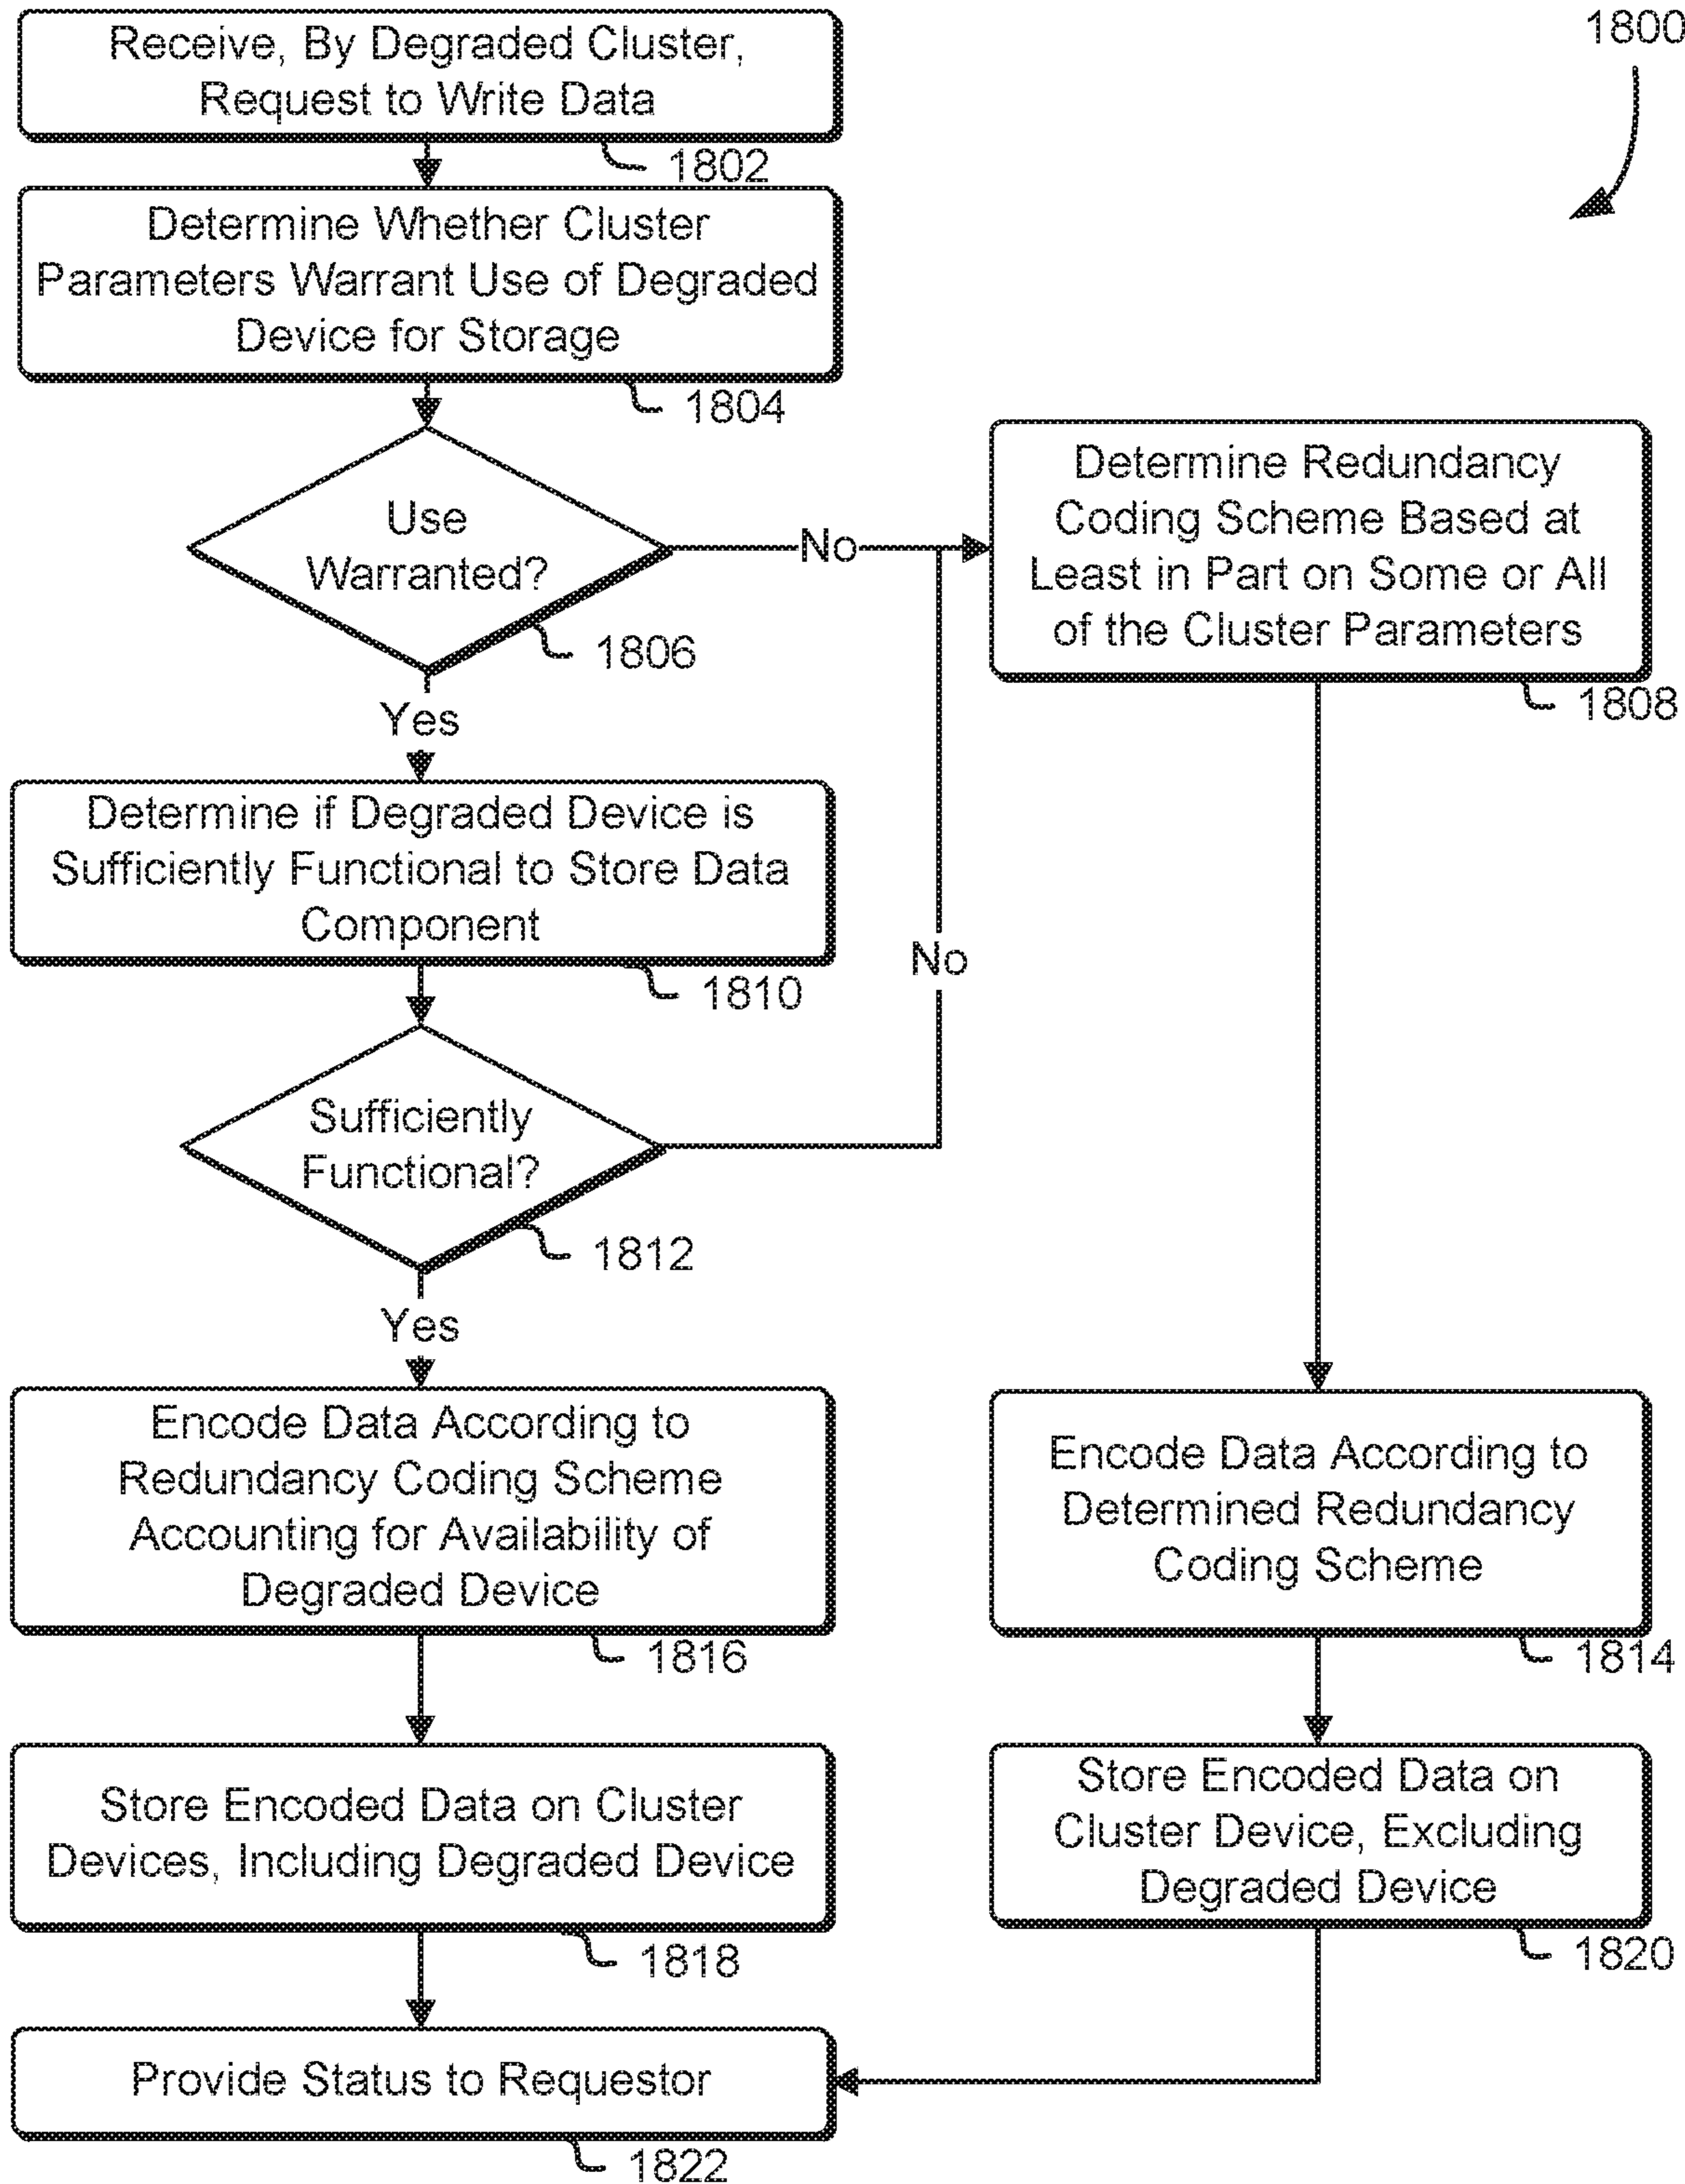 1800
Receive, By Degraded Cluster,
Request to Write Data
1802
Determine Whether Cluster
Parameters Warrant Use of Degraded
Device for Storage
1804
Use
Warranted?
1806
No
Determine Redundancy
Coding Scheme Based at
Least in Part on Some or All
of the Cluster Parameters
1808
Yes
Determine if Degraded Device is
Sufficiently Functional to Store Data
Component
1810
No
Sufficiently
Functional?
1812
Yes
Encode Data According to
Redundancy Coding Scheme
Accounting for Availability of
Degraded Device
1816
Encode Data According to
Determined Redundancy
Coding Scheme
1814
Store Encoded Data on Cluster
Devices, Including Degraded Device
1818
Store Encoded Data on
Cluster Device, Excluding
Degraded Device
1820
Provide Status to Requestor
1822